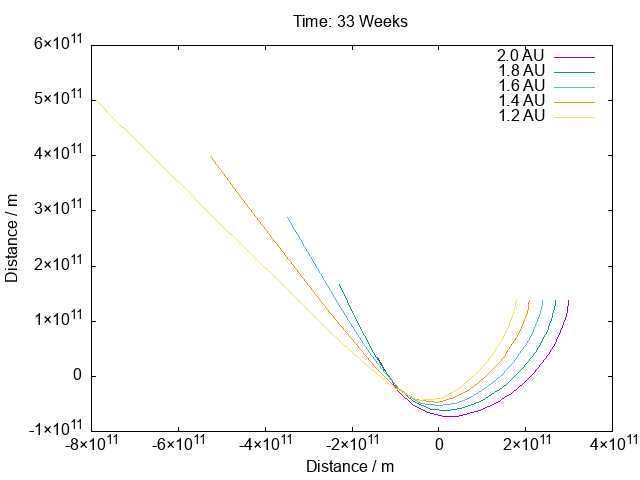 Time: 33 Weeks
2.0 AU
1.8 AU
1.6 AU
1.4 AU
1.2 AU
6×10¹¹
5×10¹¹
4×10¹¹
3×10¹¹
2×10¹¹
1×10¹¹
0
-1×10¹¹
Distance / m
-8×10¹¹ -6×10¹¹ -4×10¹¹ -2×10¹¹ 0 2×10¹¹ 4×10¹¹
Distance / m